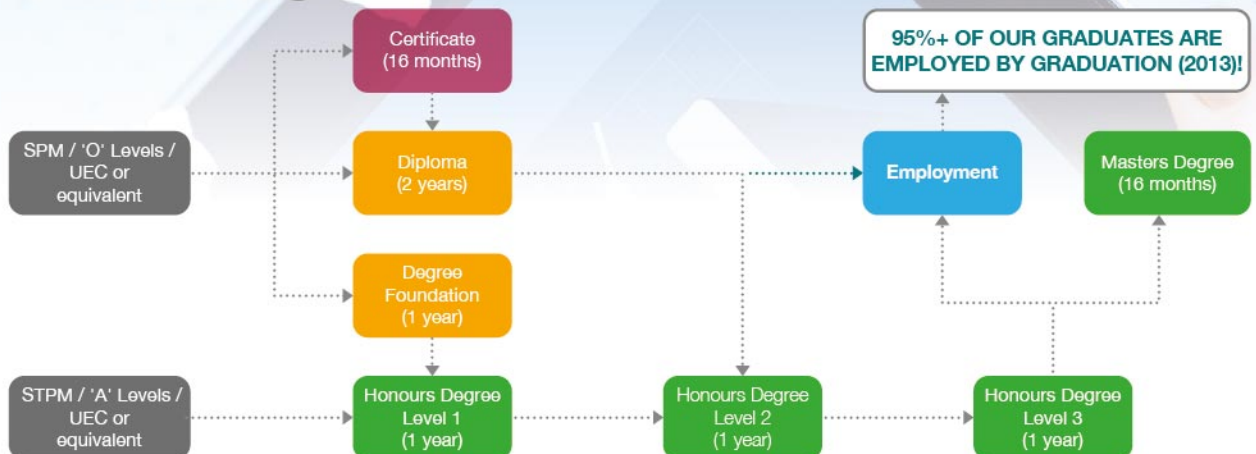 Certificate
(16 months)
95%+ OF OUR GRADUATES ARE
EMPLOYED BY GRADUATION (2013)!
SPM / 'O' Levels /
UEC or
equivalent
Diploma
(2 years)
Employment
Masters Degree
(16 months)
Degree
Foundation
(1 year)
STPM / 'A' Levels /
UEC or
equivalent
Honours Degree
Level 1
(1 year)
Honours Degree
Level 2
(1 year)
Honours Degree
Level 3
(1 year)